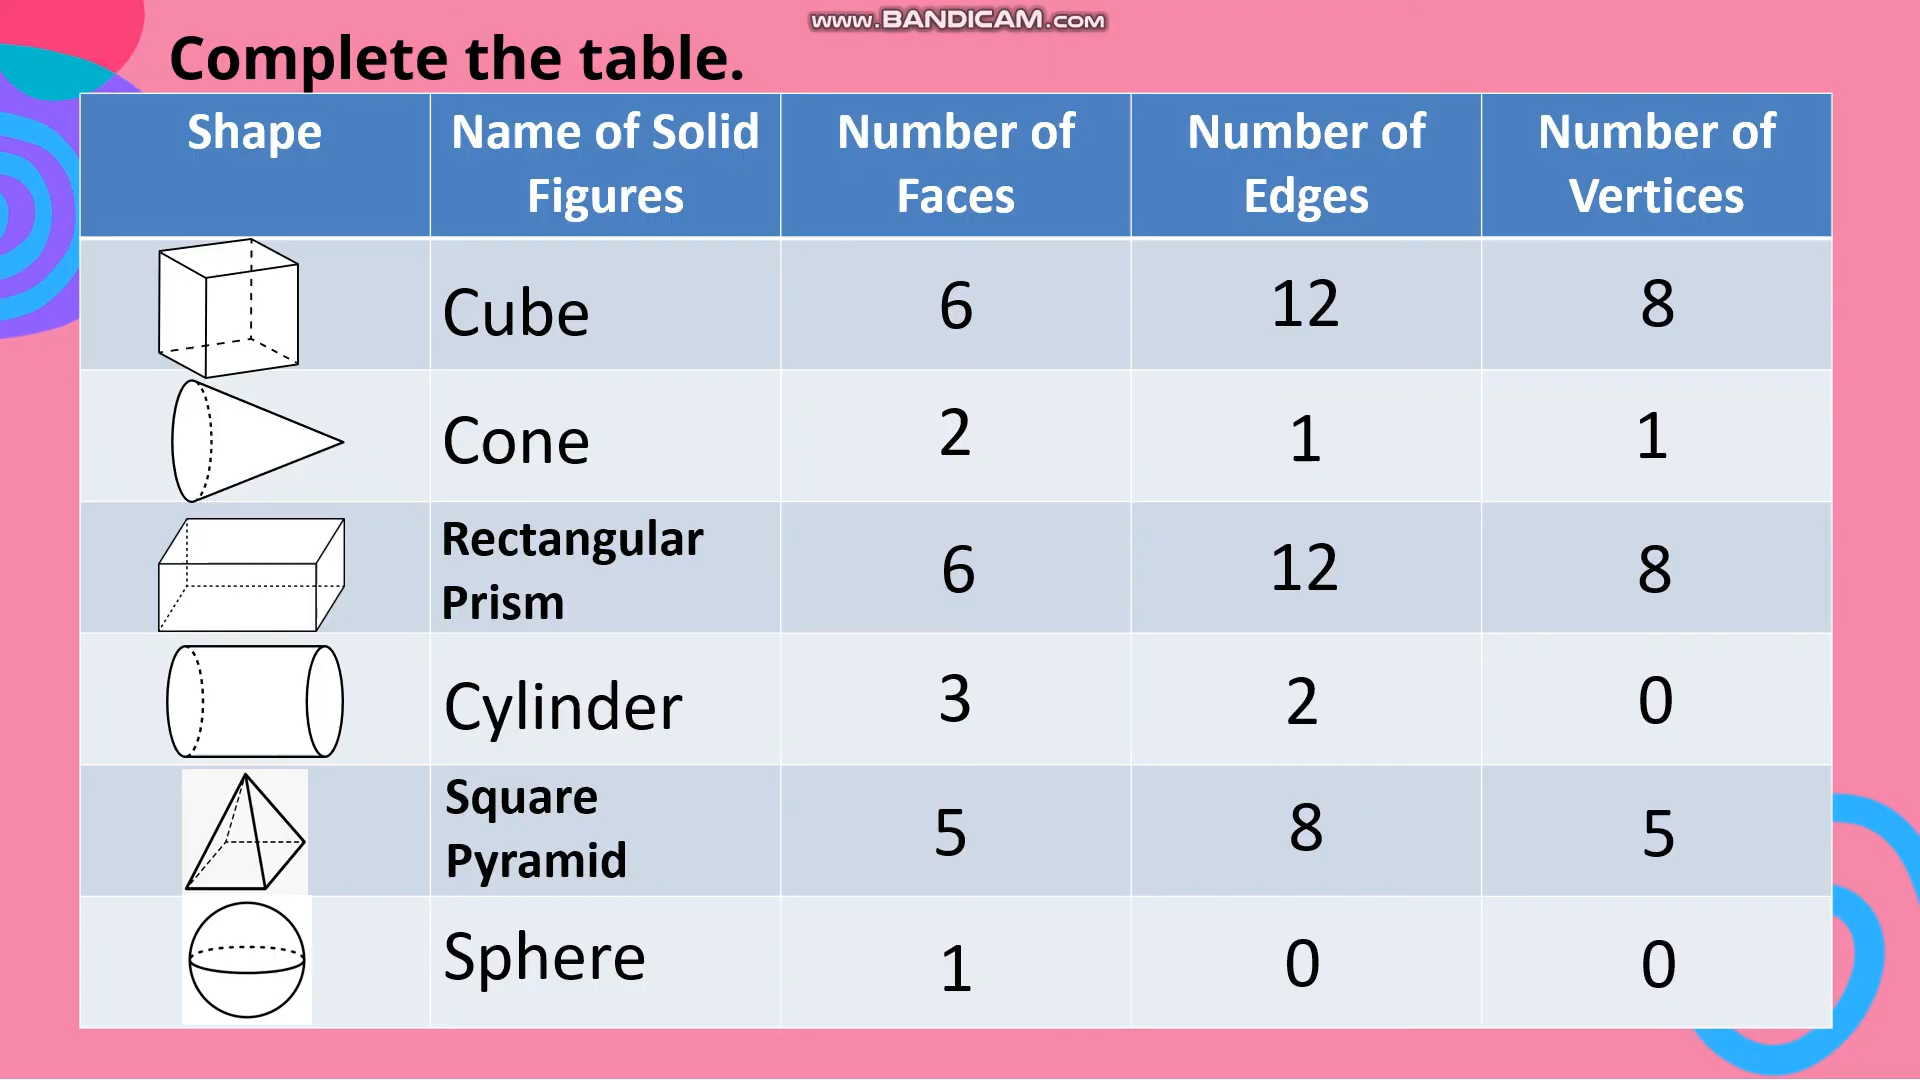 www.BANDICAM.com
Complete the table.
Shape
Name of Solid
Figures
Number of
Faces
Number of
Edges
Number of
Vertices
Cube
6
12
8
Cone
2
1
1
Rectangular
Prism
6
12
8
Cylinder
3
2
0
Square
Pyramid
5
8
5
Sphere
1
0
0